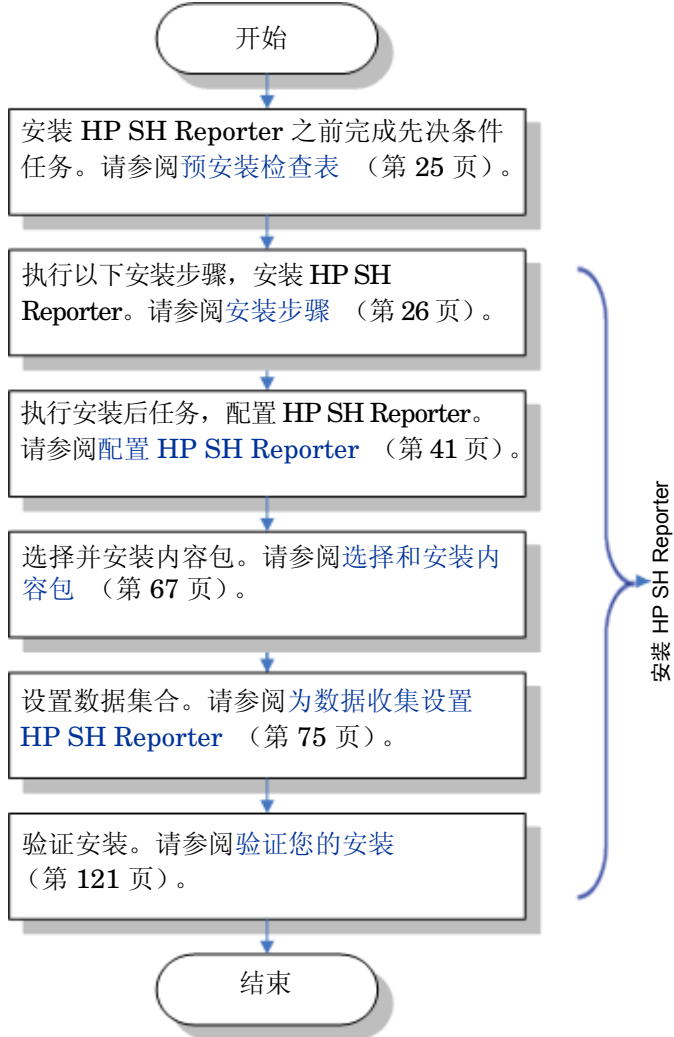 开始
安装 HP SH Reporter 之前完成先决条件
任务。请参阅预安装检查表 （第 25 页）。
执行以下安装步骤，安装 HP SH
Reporter。请参阅安装步骤 （第 26 页）。
执行安装后任务，配置 HP SH Reporter。
请参阅配置 HP SH Reporter （第 41 页）。
选择并安装内容包。请参阅选择和安装内
容包 （第 67 页）。
设置数据集合。请参阅为数据收集设置
HP SH Reporter （第 75 页）。
验证安装。请参阅验证您的安装
（第 121 页）。
结束
安装 HP SH Reporter